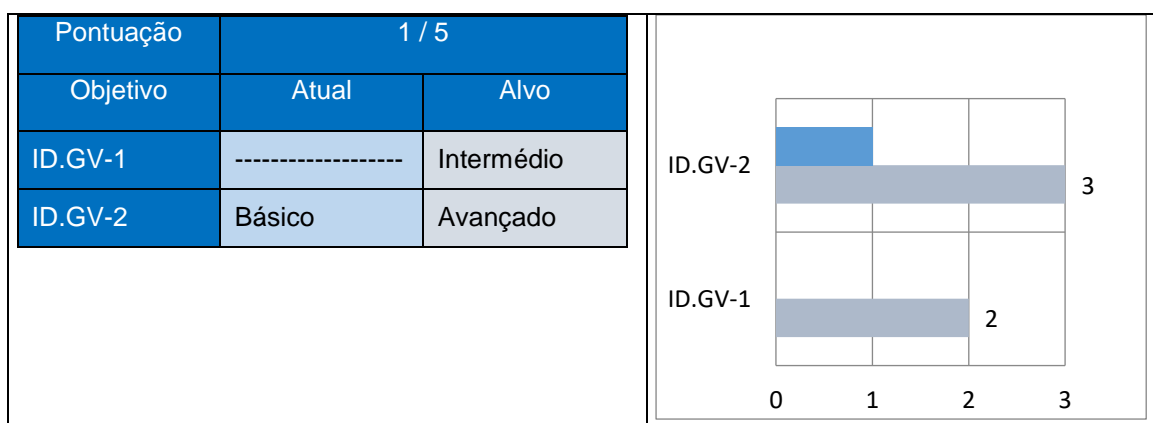 Pontuação 1 / 5
Objetivo Atual Alvo
ID.GV-1 ------------------- Intermédio
ID.GV-2 Básico Avançado
ID.GV-2 3
ID.GV-1 2
0 1 2 3